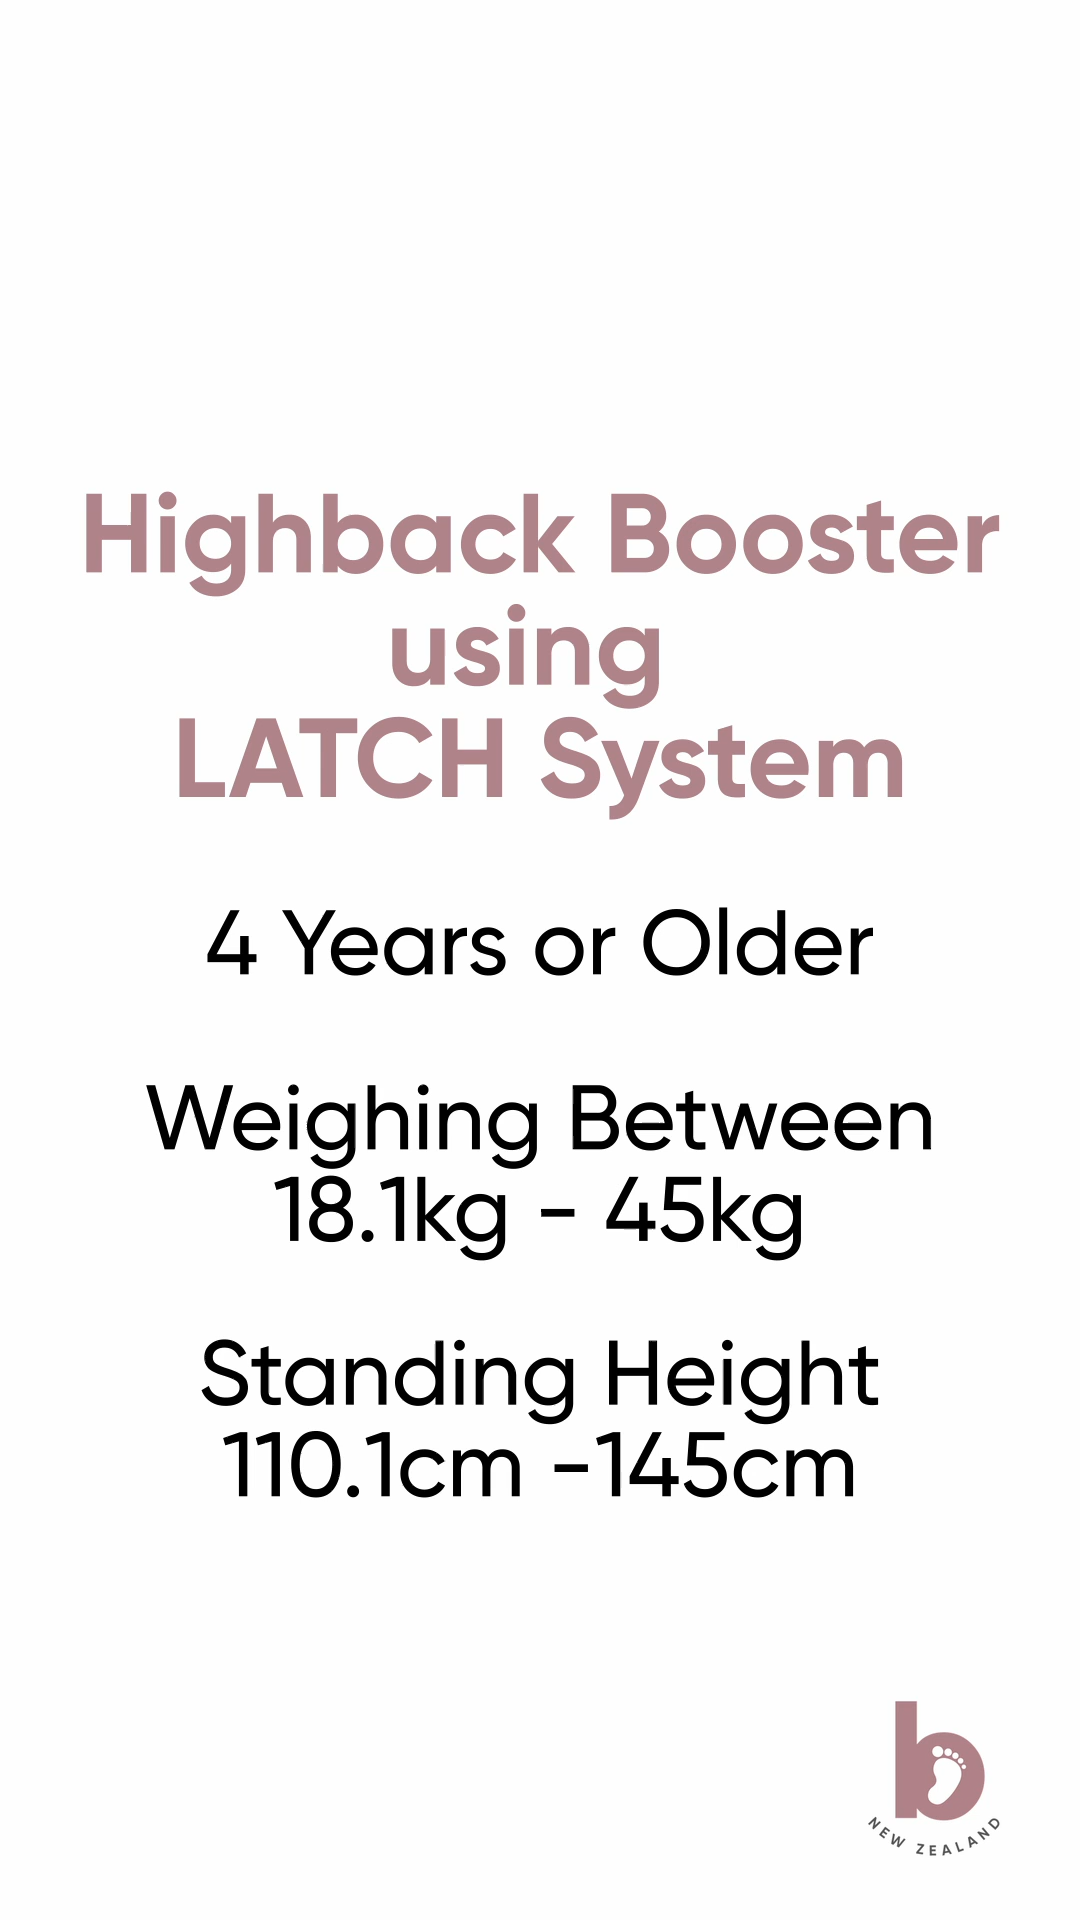 Highback Booster
using
LATCH System
4 Years or Older
Weighing Between
18.1kg - 45kg
Standing Height
110.1cm -145cm
b
NEW ZEALAND